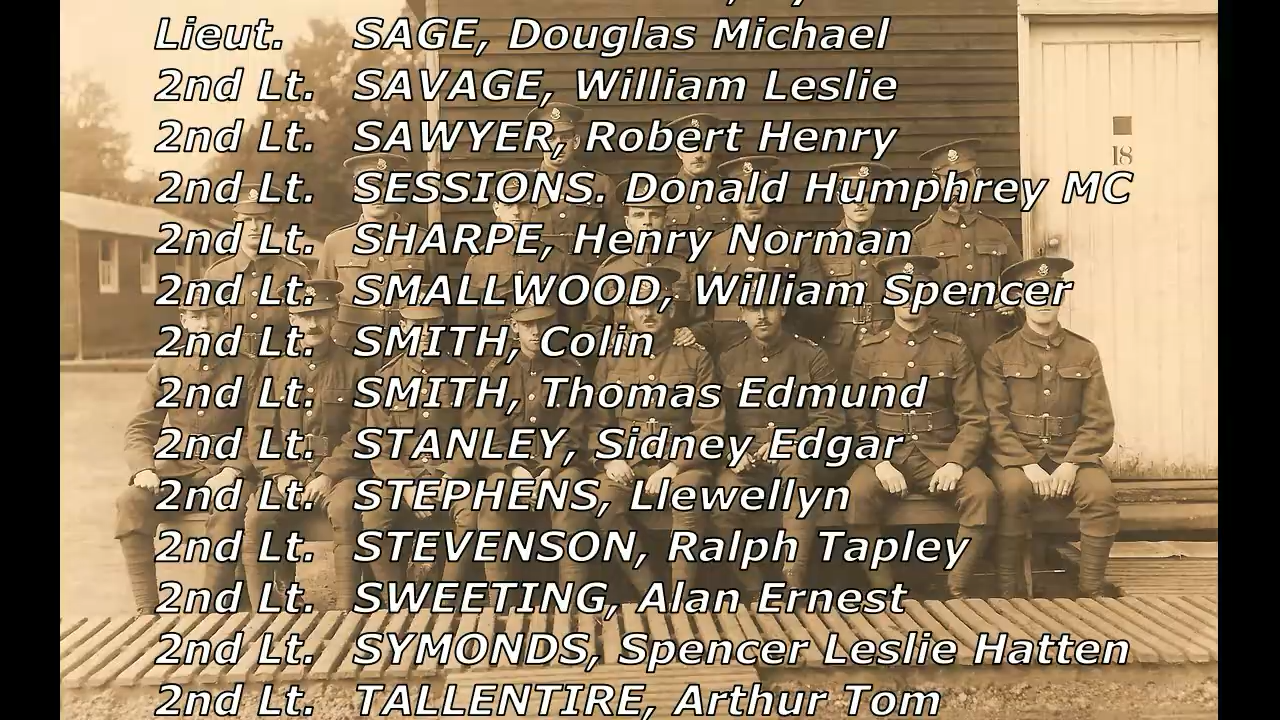 Lieut. SAGE, Douglas Michael
2nd Lt. SAVAGE, William Leslie
2nd Lt. SAWYER, Robert Henry
2nd Lt. SESSIONS. Donald Humphrey MC
2nd Lt. SHARPE, Henry Norman
2nd Lt. SMALLWOOD, William Spencer
2nd Lt. SMITH, Colin
2nd Lt. SMITH, Thomas Edmund
2nd Lt. STANLEY, Sidney Edgar
2nd Lt. STEPHENS, Llewellyn
2nd Lt. STEVENSON, Ralph Tapley
2nd Lt. SWEETING, Alan Ernest
2nd Lt. SYMONDS, Spencer Leslie Hatten
2nd Lt. TALLENTIRE, Arthur Tom
18